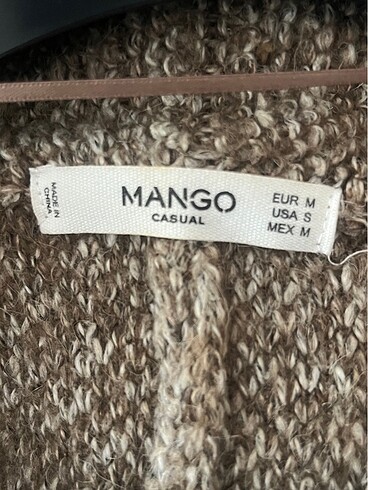 MADE IN
CHINA
MANGO
CASUAL
EUR M
USA S
MEX M